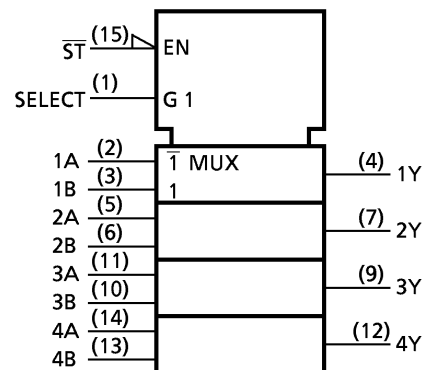 S̅T̅ (15) EN
SELECT (1) G 1
1A (2) 1̅ MUX (4) 1Y
1B (3) 1
2A (5) (7) 2Y
2B (6)
3A (11) (9) 3Y
3B (10)
4A (14) (12) 4Y
4B (13)